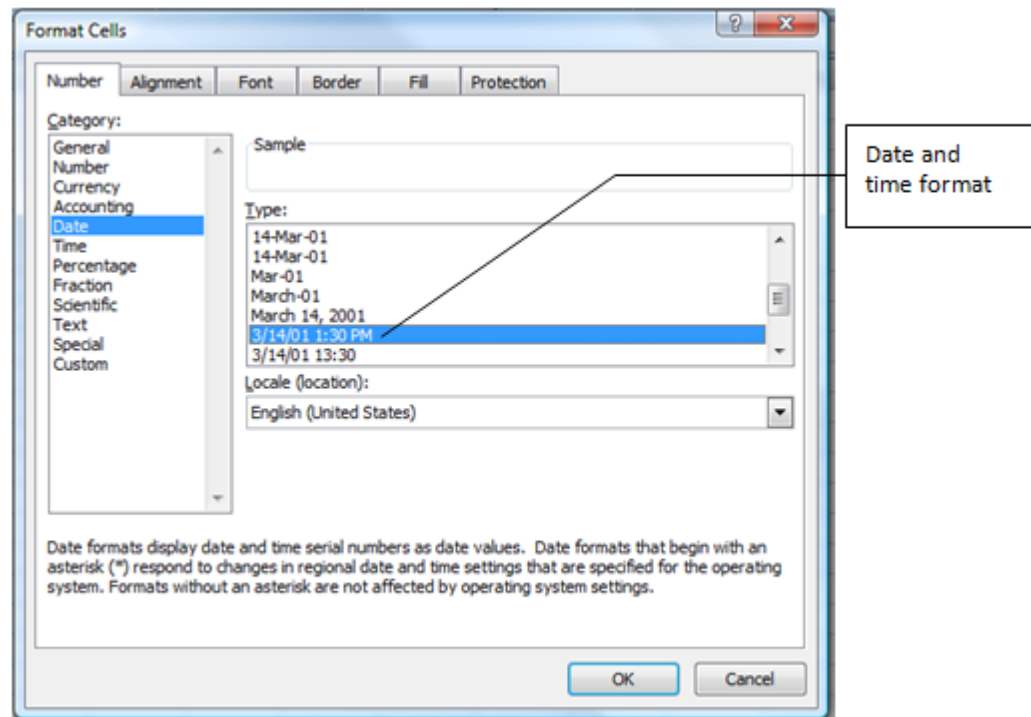 Format Cells
Number Alignment Font Border Fill Protection
Category:
General
Number
Currency
Accounting
Date
Time
Percentage
Fraction
Scientific
Text
Special
Custom
Sample
Type:
14-Mar-01
14-Mar-01
Mar-01
March-01
March 14, 2001
3/14/01 1:30 PM
3/14/01 13:30
Locale (location):
English (United States)
Date formats display date and time serial numbers as date values.  Date formats that begin with an
asterisk (*) respond to changes in regional date and time settings that are specified for the operating
system. Formats without an asterisk are not affected by operating system settings.
OK Cancel
Date and
time format